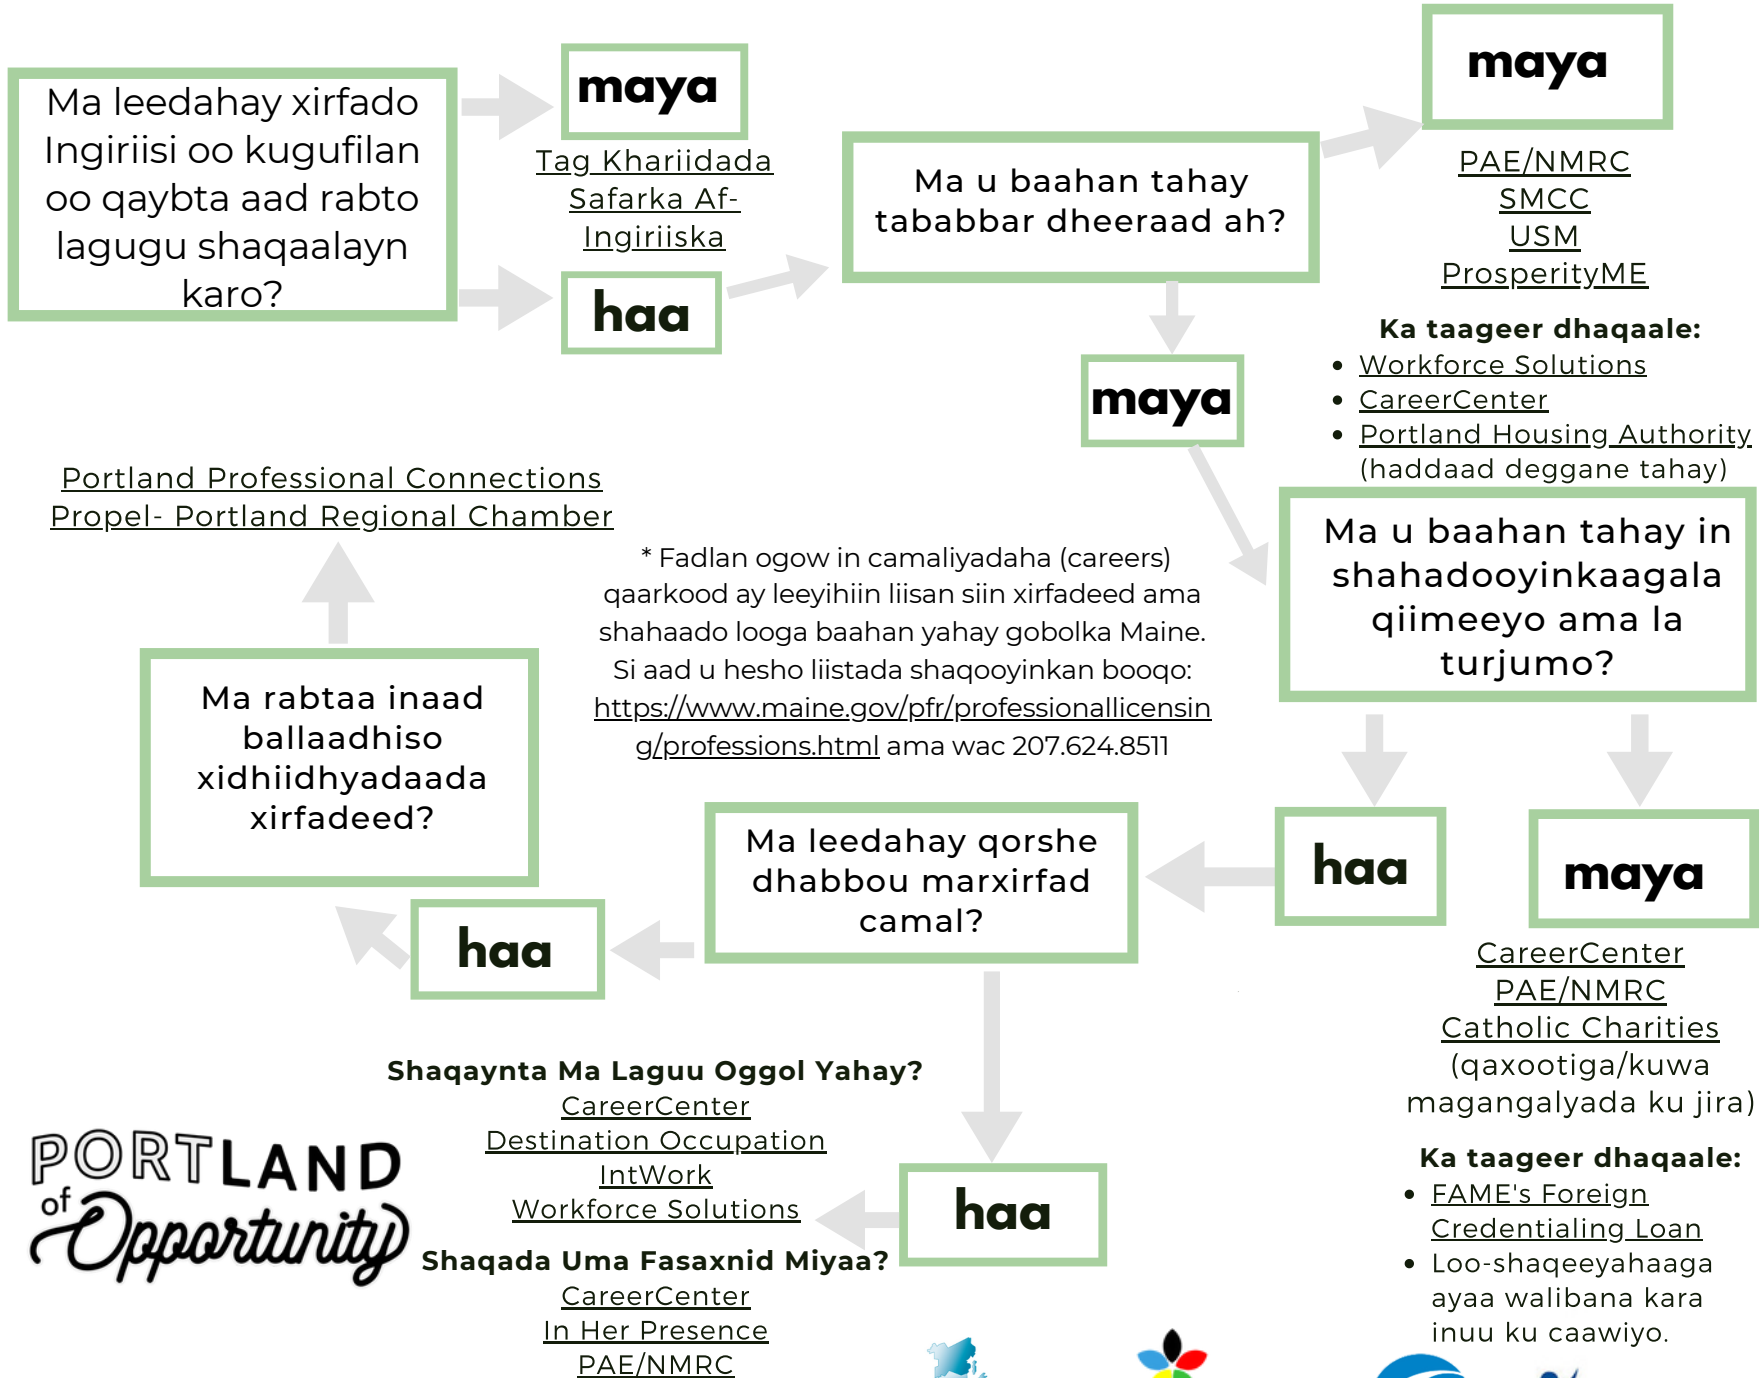 Ma leedahay xirfado
Ingiriisi oo kugufilan
oo qaybta aad rabto
lagugu shaqaalayn
karo?
maya
Tag Khariidada
Safarka Af-
Ingiriiska
haa
Ma u baahan tahay
tababbar dheeraad ah?
maya
PAE/NMRC
SMCC
USM
ProsperityME
Ka taageer dhaqaale:
• Workforce Solutions
• CareerCenter
• Portland Housing Authority
(haddaad deggane tahay)
maya
Ma u baahan tahay in
shahadooyinkaagala
qiimeeyo ama la
turjumo?
haa
maya
CareerCenter
PAE/NMRC
Catholic Charities
(qaxootiga/kuwa
magangalyada ku jira)
Ka taageer dhaqaale:
• FAME's Foreign
Credentialing Loan
• Loo-shaqeeyahaaga
ayaa walibana kara
inuu ku caawiyo.
* Fadlan ogow in camaliyadaha (careers)
qaarkood ay leeyihiin liisan siin xirfadeed ama
shahaado looga baahan yahay gobolka Maine.
Si aad u hesho liistada shaqooyinkan booqo:
https://www.maine.gov/pfr/professionallicensin
g/professions.html ama wac 207.624.8511
Ma leedahay qorshe
dhabbou marxirfad
camal?
haa
Ma rabtaa inaad
ballaadhiso
xidhiidhyadaada
xirfadeed?
Portland Professional Connections
Propel- Portland Regional Chamber
haa
Shaqaynta Ma Laguu Oggol Yahay?
CareerCenter
Destination Occupation
IntWork
Workforce Solutions
Shaqada Uma Fasaxnid Miyaa?
CareerCenter
In Her Presence
PAE/NMRC
PORTLAND
of
Opportunity